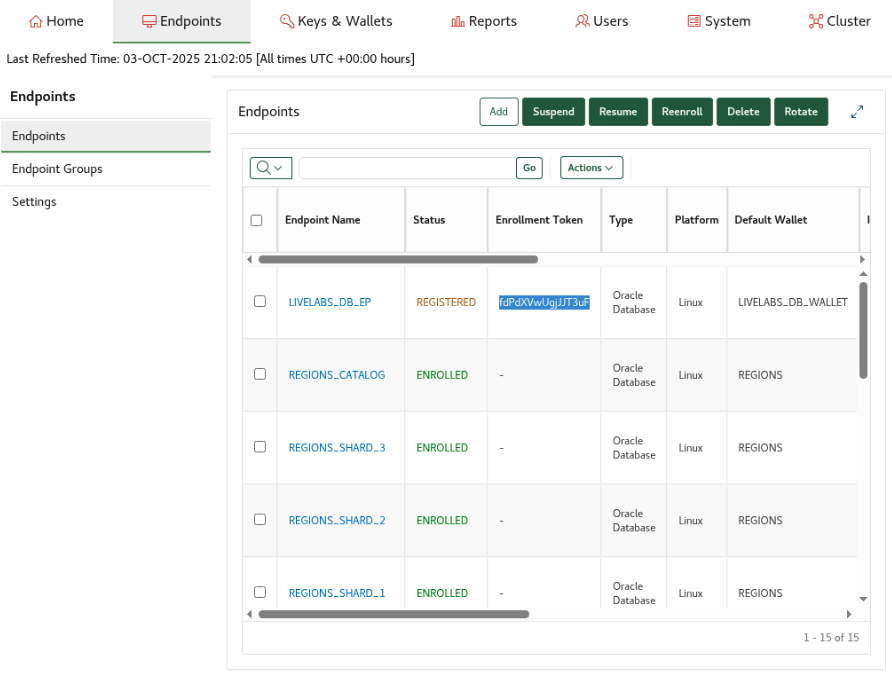 Home Endpoints Keys & Wallets Reports Users System Cluster
Last Refreshed Time: 03-OCT-2025 21:02:05 [All times UTC +00:00 hours]
Endpoints
Endpoints
Endpoint Groups
Settings
Endpoints Add Suspend Resume Reenroll Delete Rotate
Go Actions
Endpoint Name Status Enrollment Token Type Platform Default Wallet
LIVELABS_DB_EP REGISTERED fdPdXVwUgjJJT3uF Oracle Database Linux LIVELABS_DB_WALLET
REGIONS_CATALOG ENROLLED - Oracle Database Linux REGIONS
REGIONS_SHARD_3 ENROLLED - Oracle Database Linux REGIONS
REGIONS_SHARD_2 ENROLLED - Oracle Database Linux REGIONS
REGIONS_SHARD_1 ENROLLED - Oracle Database Linux REGIONS
1 - 15 of 15